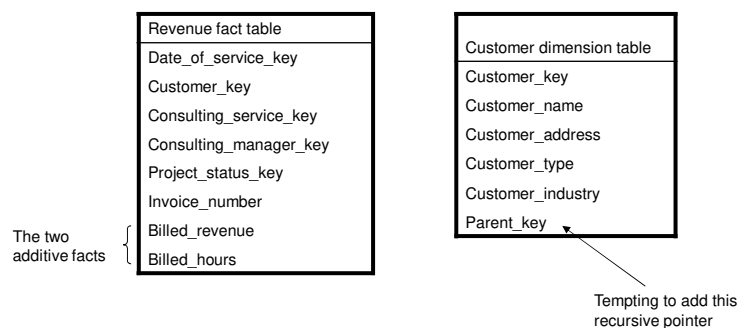 Revenue fact table
Date_of_service_key
Customer_key
Consulting_service_key
Consulting_manager_key
Project_status_key
Invoice_number
Billed_revenue
Billed_hours
The two
additive facts
Customer dimension table
Customer_key
Customer_name
Customer_address
Customer_type
Customer_industry
Parent_key
Tempting to add this
recursive pointer